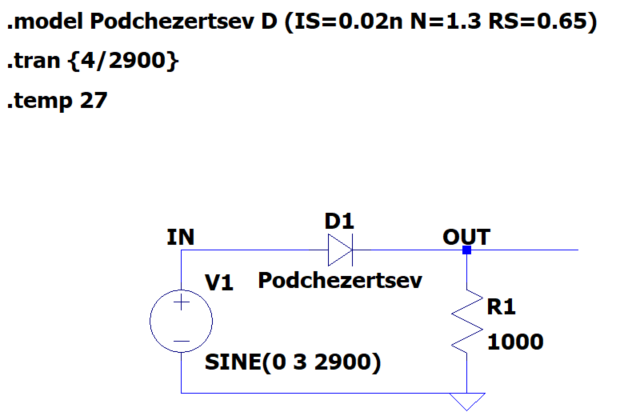 .model Podchezertsev D (IS=0.02n N=1.3 RS=0.65)
.tran {4/2900}
.temp 27
D1
IN
OUT
V1
Podchezertsev
R1
1000
SINE(0 3 2900)